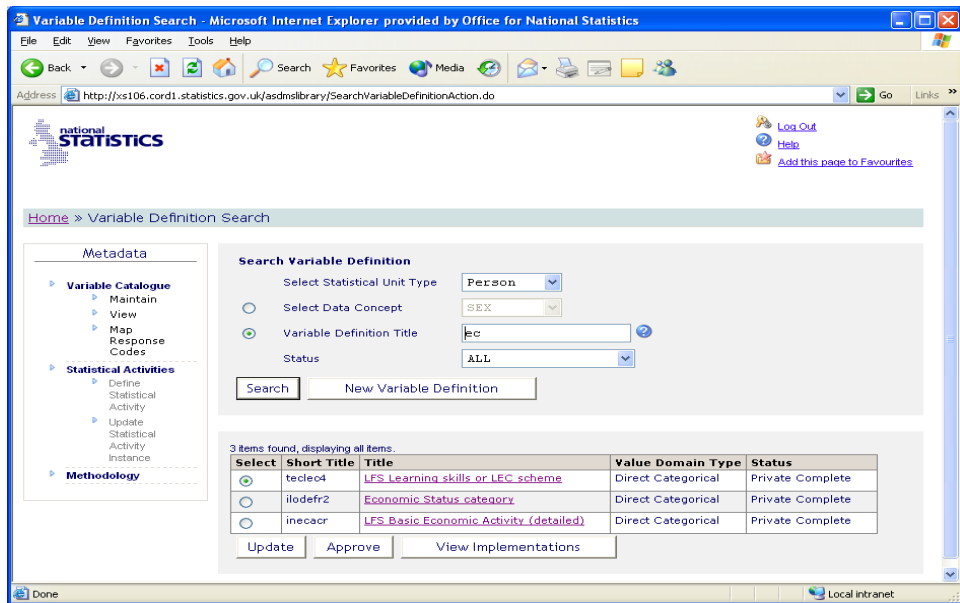 Variable Definition Search - Microsoft Internet Explorer provided by Office for National Statistics
File Edit View Favorites Tools Help
Back Search Favorites Media
Address http://xs106.cord1.statistics.gov.uk/asdmslibrary/SearchVariableDefinitionAction.do Go Links »
national
STATISTICS
Log Out
Help
Add this page to Favourites
Home » Variable Definition Search
Metadata
Variable Catalogue
Maintain
View
Map
Response
Codes
Statistical Activities
Define
Statistical
Activity
Update
Statistical
Activity
Instance
Methodology
Search Variable Definition
Select Statistical Unit Type Person
Select Data Concept SEX
Variable Definition Title ec
Status ALL
Search New Variable Definition
3 items found, displaying all items.
Select Short Title Title Value Domain Type Status
teclec4 LFS Learning skills or LEC scheme Direct Categorical Private Complete
ilodefr2 Economic Status category Direct Categorical Private Complete
inecacr LFS Basic Economic Activity (detailed) Direct Categorical Private Complete
Update Approve View Implementations
Done Local intranet